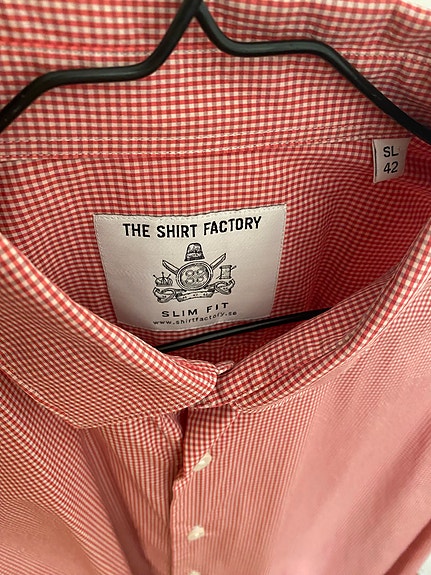 SL
42
THE SHIRT FACTORY
SLIM FIT
www.shirtfactory.se